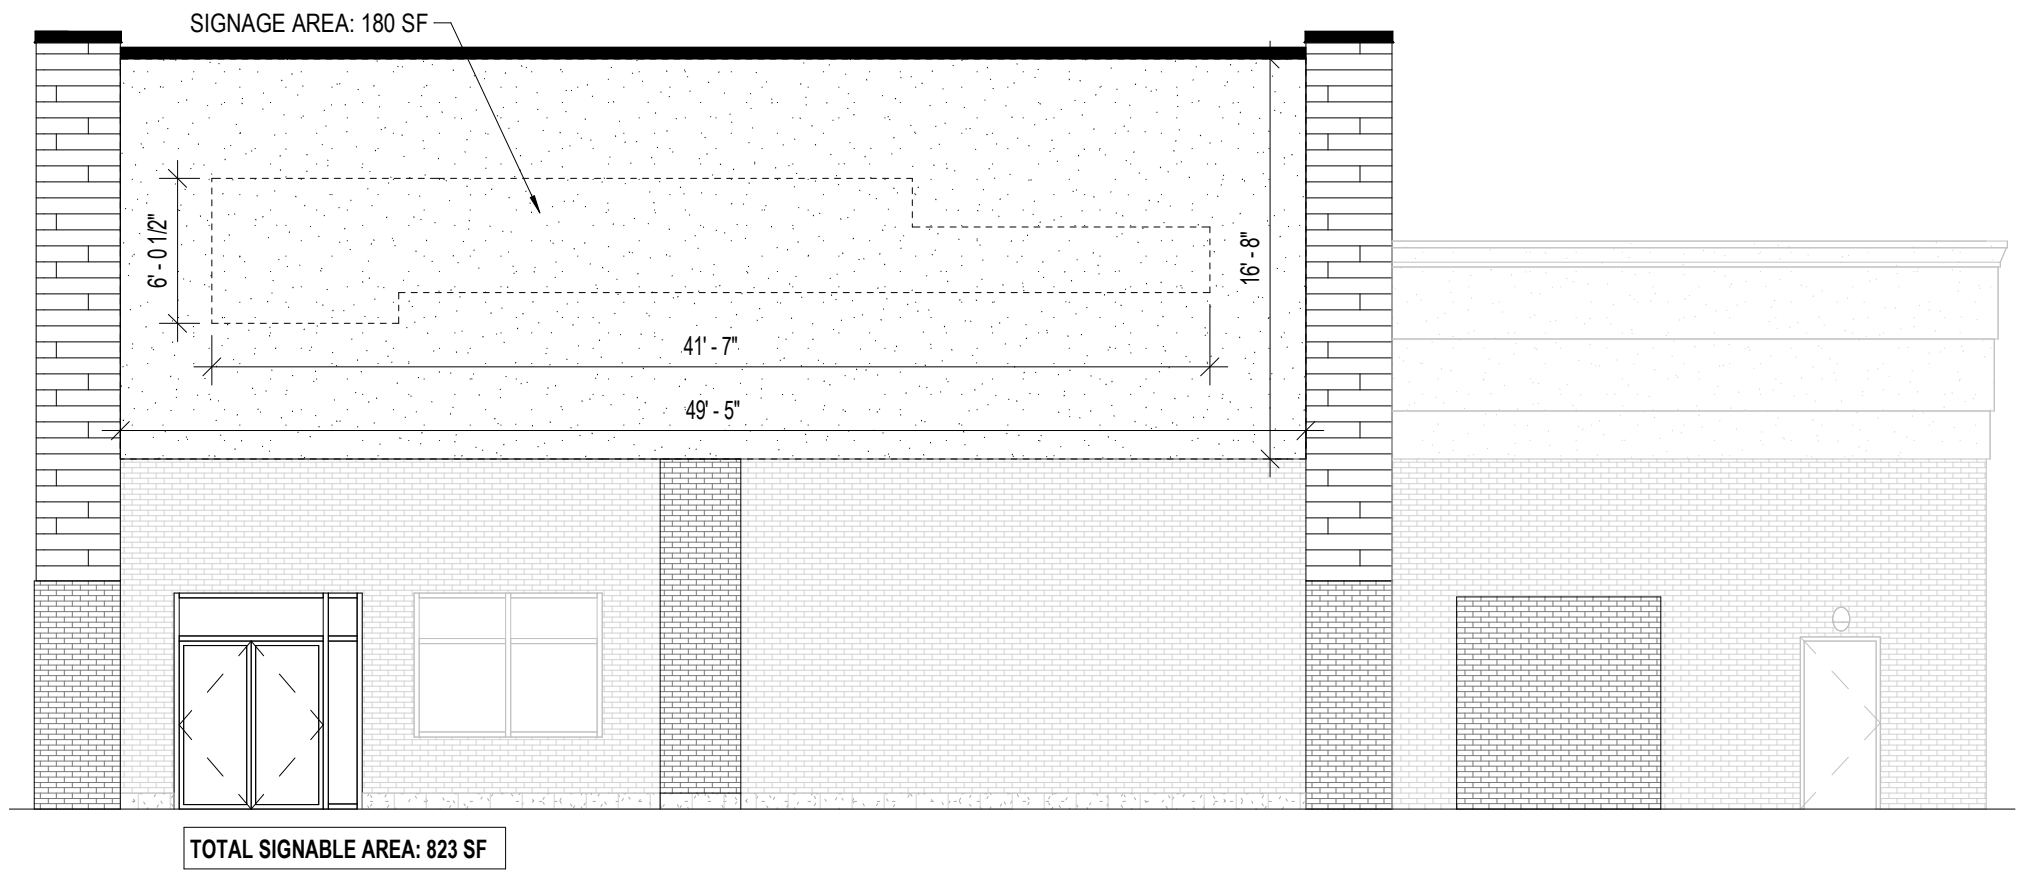 SIGNAGE AREA: 180 SF
6' - 0 1/2"
16' - 8"
41' - 7"
49' - 5"
TOTAL SIGNABLE AREA: 823 SF